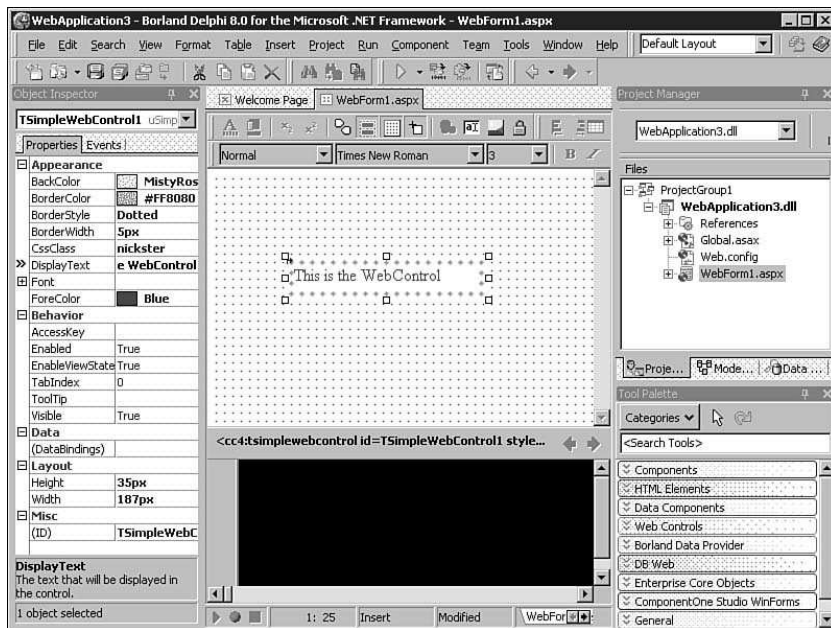 WebApplication3 - Borland Delphi 8.0 for the Microsoft .NET Framework - WebForm1.aspx
File Edit Search View Format Table Insert Project Run Component Team Tools Window Help
Default Layout
Object Inspector
TSimpleWebControl1 uSimp
Properties Events
Appearance
BackColor MistyRos
BorderColor #FF8080
BorderStyle Dotted
BorderWidth 5px
CssClass nickster
DisplayText e WebControl
Font
ForeColor Blue
Behavior
AccessKey
Enabled True
EnableViewState True
TabIndex 0
ToolTip
Visible True
Data
(DataBindings)
Layout
Height 35px
Width 187px
Misc
(ID) TSimpleWebC
DisplayText
The text that will be displayed in
the control.
1 object selected
Welcome Page WebForm1.aspx
Normal Times New Roman 3 B I
This is the WebControl
<cc4:tsimplewebcontrol id=TSimpleWebControl1 style...
1: 25 Insert Modified WebFor
Project Manager
WebApplication3.dll
Files
ProjectGroup1
WebApplication3.dll
References
Global.asax
Web.config
WebForm1.aspx
Proje... Mode... Data ...
Tool Palette
Categories
<Search Tools>
Components
HTML Elements
Data Components
Web Controls
Borland Data Provider
DB Web
Enterprise Core Objects
ComponentOne Studio WinForms
General